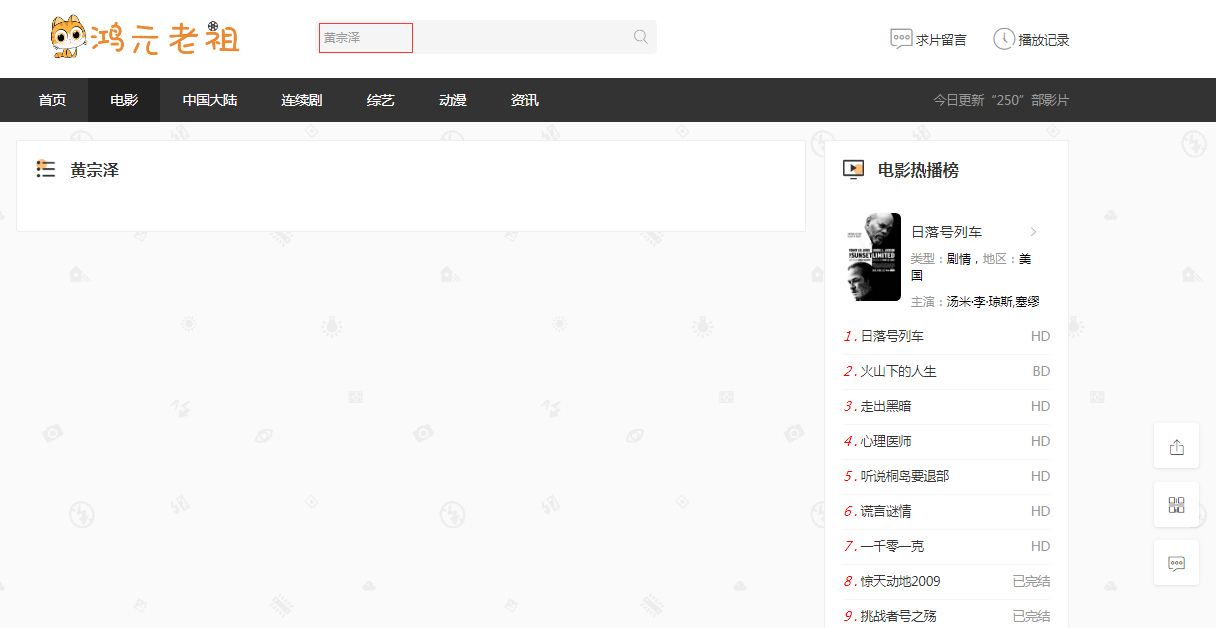 鸿元老祖
黄宗泽
求片留言
播放记录
首页 电影 中国大陆 连续剧 综艺 动漫 资讯
今日更新“250”部影片
黄宗泽
电影热播榜
THE SUNSET LIMITED
日落号列车
类型：剧情，地区：美
国
主演：汤米·李·琼斯,塞缪
1 . 日落号列车 HD
2 . 火山下的人生 BD
3 . 走出黑暗 HD
4 . 心理医师 HD
5 . 听说桐岛要退部 HD
6 . 谎言谜情 HD
7 . 一千零一克 HD
8 . 惊天动地2009 已完结
9 . 挑战者号之殇 已完结